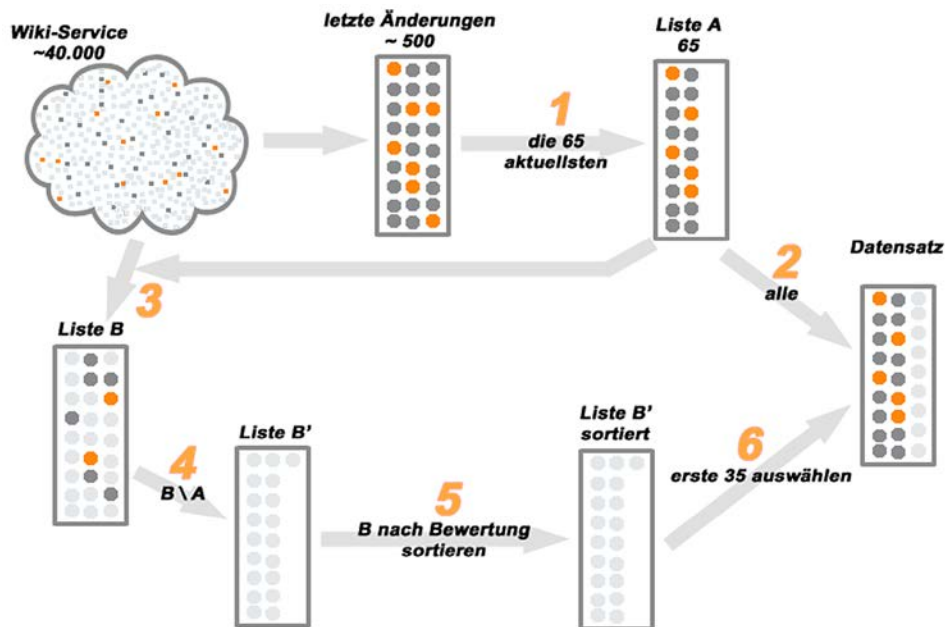 Wiki-Service
~40.000
letzte Änderungen
~ 500
Liste A
65
1
die 65
aktuellsten
2
alle
Datensatz
3
Liste B
4
B \ A
Liste B'
5
B nach Bewertung
sortieren
Liste B'
sortiert
6
erste 35 auswählen